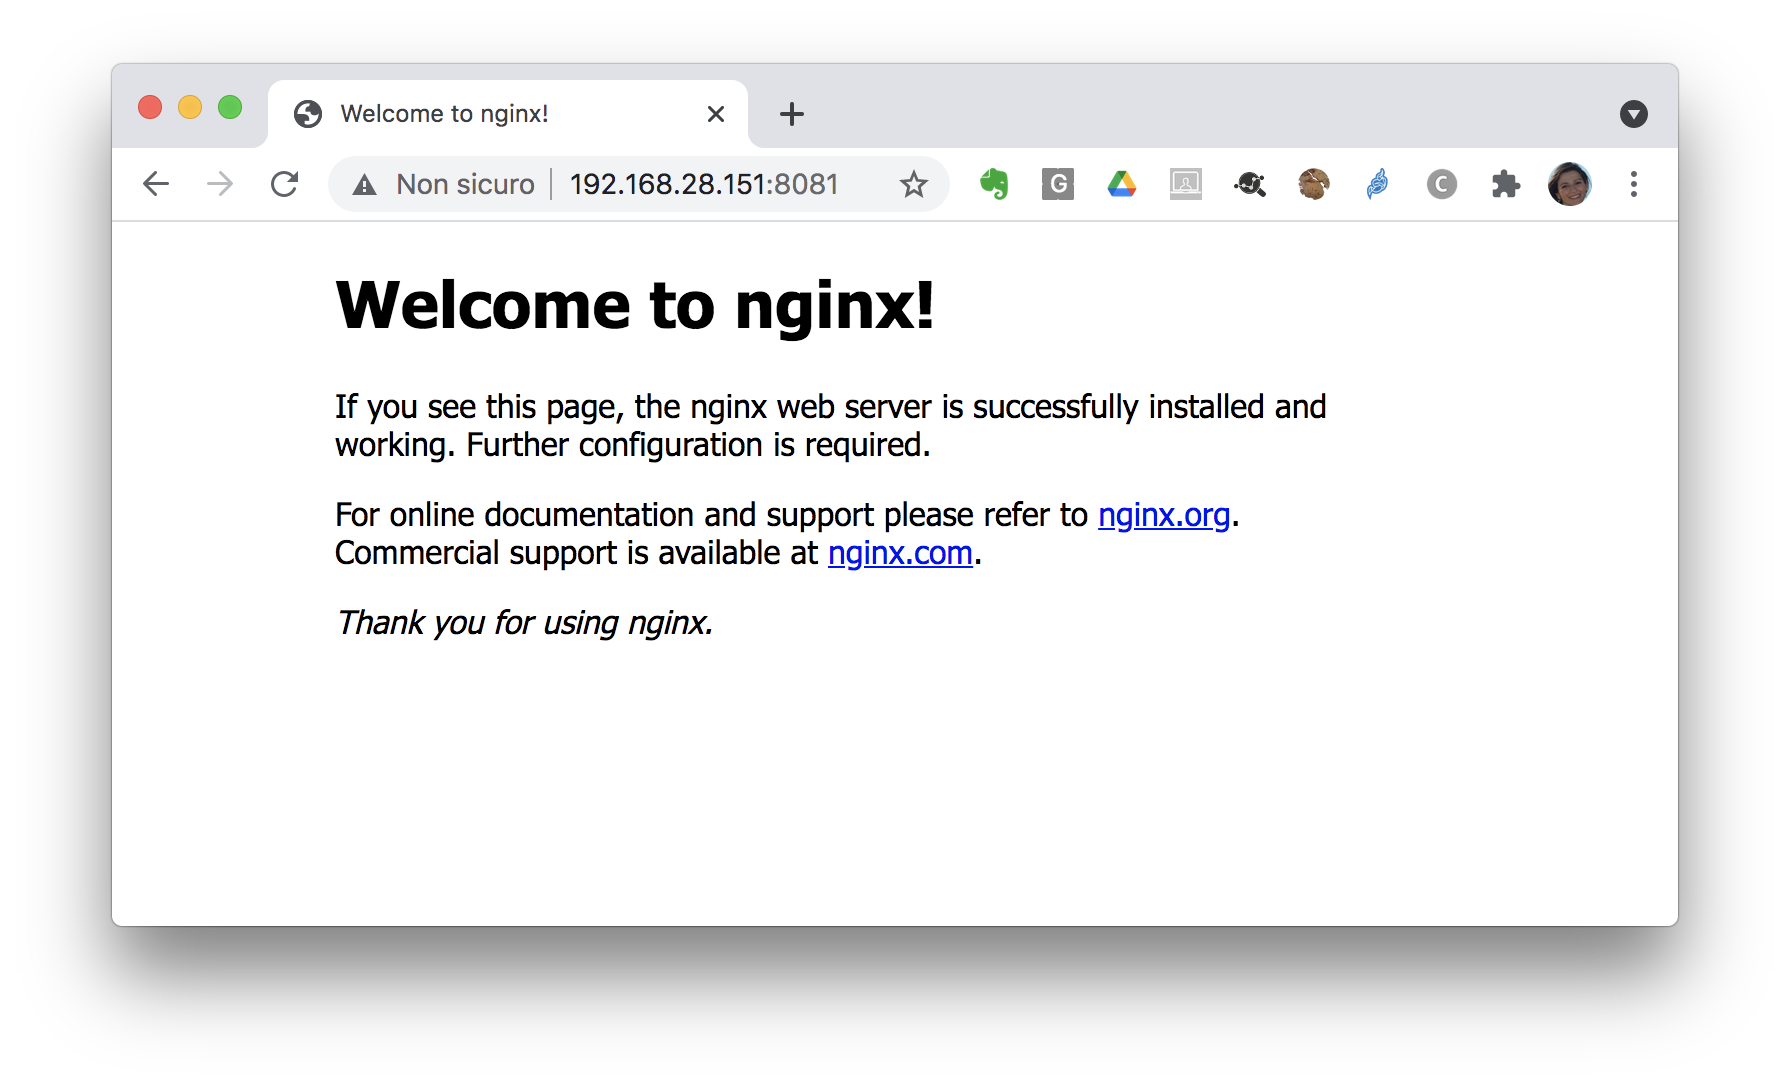 Welcome to nginx!
Non sicuro 192.168.28.151:8081
G
C
Welcome to nginx!
If you see this page, the nginx web server is successfully installed and
working. Further configuration is required.
For online documentation and support please refer to nginx.org.
Commercial support is available at nginx.com.
Thank you for using nginx.